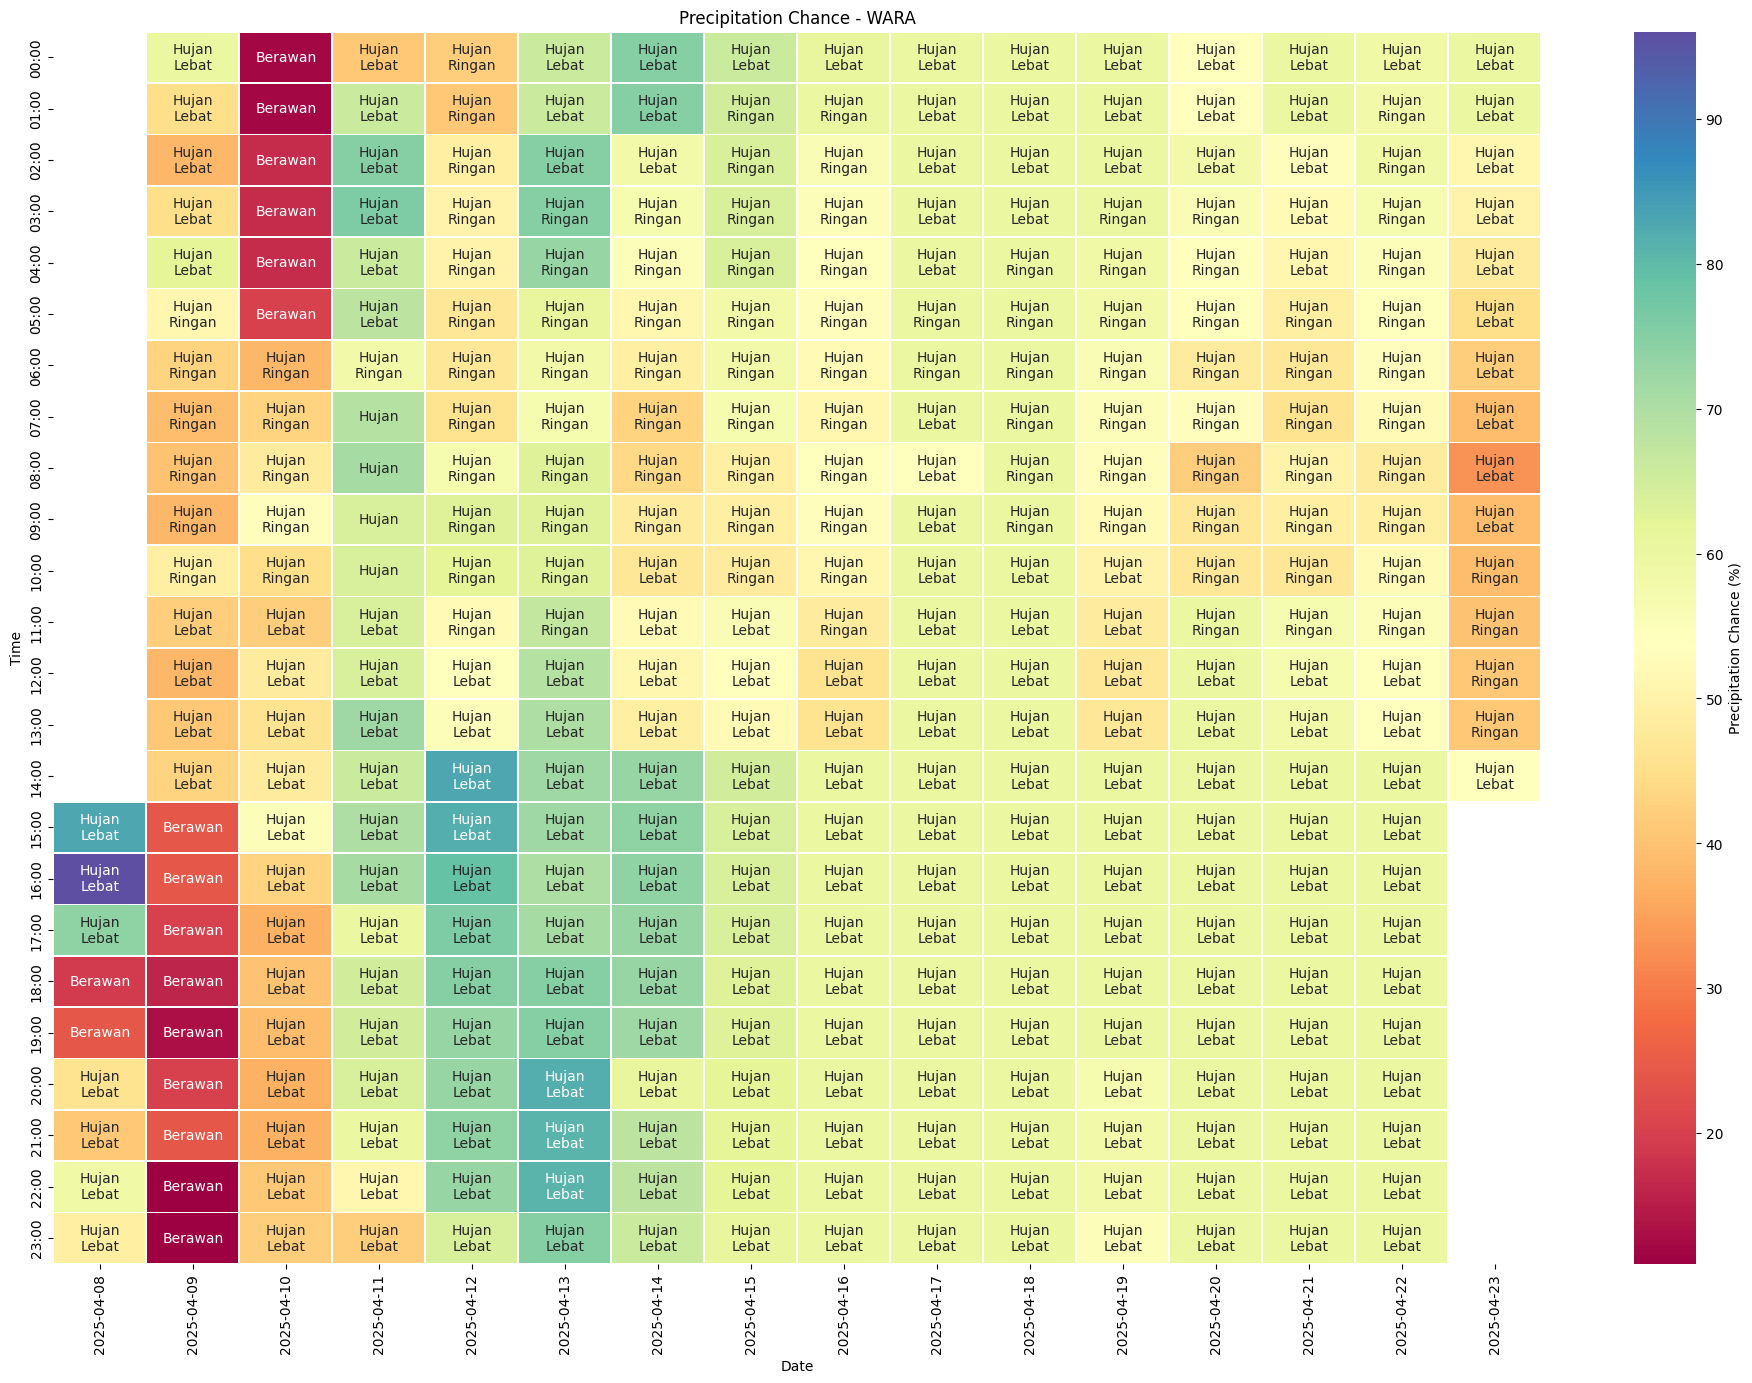 Precipitation Chance - WARA
00:00 Hujan Lebat Berawan Hujan Lebat Hujan Ringan Hujan Lebat Hujan Lebat Hujan Lebat Hujan Ringan Hujan Lebat Hujan Lebat Hujan Lebat Hujan Lebat Hujan Lebat Hujan Lebat Hujan Lebat
01:00 Hujan Lebat Berawan Hujan Lebat Hujan Ringan Hujan Lebat Hujan Lebat Hujan Ringan Hujan Ringan Hujan Lebat Hujan Lebat Hujan Lebat Hujan Lebat Hujan Lebat Hujan Ringan Hujan Lebat
02:00 Hujan Lebat Berawan Hujan Lebat Hujan Ringan Hujan Lebat Hujan Lebat Hujan Ringan Hujan Ringan Hujan Lebat Hujan Lebat Hujan Lebat Hujan Lebat Hujan Lebat Hujan Ringan Hujan Lebat
03:00 Hujan Lebat Berawan Hujan Lebat Hujan Ringan Hujan Ringan Hujan Ringan Hujan Ringan Hujan Ringan Hujan Lebat Hujan Lebat Hujan Ringan Hujan Ringan Hujan Lebat Hujan Ringan Hujan Lebat
04:00 Hujan Lebat Berawan Hujan Lebat Hujan Ringan Hujan Ringan Hujan Ringan Hujan Ringan Hujan Ringan Hujan Lebat Hujan Ringan Hujan Ringan Hujan Ringan Hujan Lebat Hujan Ringan Hujan Lebat
05:00 Hujan Ringan Berawan Hujan Lebat Hujan Ringan Hujan Ringan Hujan Ringan Hujan Ringan Hujan Ringan Hujan Ringan Hujan Ringan Hujan Ringan Hujan Ringan Hujan Ringan Hujan Ringan Hujan Lebat
06:00 Hujan Ringan Hujan Ringan Hujan Ringan Hujan Ringan Hujan Ringan Hujan Ringan Hujan Ringan Hujan Ringan Hujan Ringan Hujan Ringan Hujan Ringan Hujan Ringan Hujan Ringan Hujan Ringan Hujan Lebat
07:00 Hujan Ringan Hujan Ringan Hujan Hujan Ringan Hujan Ringan Hujan Ringan Hujan Ringan Hujan Ringan Hujan Lebat Hujan Ringan Hujan Ringan Hujan Ringan Hujan Ringan Hujan Ringan Hujan Lebat
08:00 Hujan Ringan Hujan Ringan Hujan Hujan Ringan Hujan Ringan Hujan Ringan Hujan Ringan Hujan Ringan Hujan Lebat Hujan Ringan Hujan Ringan Hujan Ringan Hujan Ringan Hujan Ringan Hujan Lebat
09:00 Hujan Ringan Hujan Ringan Hujan Hujan Ringan Hujan Ringan Hujan Ringan Hujan Ringan Hujan Ringan Hujan Lebat Hujan Ringan Hujan Ringan Hujan Ringan Hujan Ringan Hujan Ringan Hujan Lebat
10:00 Hujan Ringan Hujan Ringan Hujan Hujan Ringan Hujan Ringan Hujan Lebat Hujan Ringan Hujan Ringan Hujan Lebat Hujan Lebat Hujan Lebat Hujan Ringan Hujan Ringan Hujan Ringan Hujan Ringan
11:00 Hujan Lebat Hujan Lebat Hujan Lebat Hujan Ringan Hujan Ringan Hujan Lebat Hujan Lebat Hujan Ringan Hujan Lebat Hujan Lebat Hujan Lebat Hujan Ringan Hujan Ringan Hujan Ringan Hujan Ringan
12:00 Hujan Lebat Hujan Lebat Hujan Lebat Hujan Lebat Hujan Lebat Hujan Lebat Hujan Lebat Hujan Lebat Hujan Lebat Hujan Lebat Hujan Lebat Hujan Lebat Hujan Lebat Hujan Lebat Hujan Ringan
13:00 Hujan Lebat Hujan Lebat Hujan Lebat Hujan Lebat Hujan Lebat Hujan Lebat Hujan Lebat Hujan Lebat Hujan Lebat Hujan Lebat Hujan Lebat Hujan Lebat Hujan Lebat Hujan Lebat Hujan Ringan
14:00 Hujan Lebat Hujan Lebat Hujan Lebat Hujan Lebat Hujan Lebat Hujan Lebat Hujan Lebat Hujan Lebat Hujan Lebat Hujan Lebat Hujan Lebat Hujan Lebat Hujan Lebat Hujan Lebat Hujan Lebat
15:00 Hujan Lebat Berawan Hujan Lebat Hujan Lebat Hujan Lebat Hujan Lebat Hujan Lebat Hujan Lebat Hujan Lebat Hujan Lebat Hujan Lebat Hujan Lebat Hujan Lebat Hujan Lebat Hujan Lebat
16:00 Hujan Lebat Berawan Hujan Lebat Hujan Lebat Hujan Lebat Hujan Lebat Hujan Lebat Hujan Lebat Hujan Lebat Hujan Lebat Hujan Lebat Hujan Lebat Hujan Lebat Hujan Lebat Hujan Lebat
17:00 Hujan Lebat Berawan Hujan Lebat Hujan Lebat Hujan Lebat Hujan Lebat Hujan Lebat Hujan Lebat Hujan Lebat Hujan Lebat Hujan Lebat Hujan Lebat Hujan Lebat Hujan Lebat Hujan Lebat
18:00 Berawan Berawan Hujan Lebat Hujan Lebat Hujan Lebat Hujan Lebat Hujan Lebat Hujan Lebat Hujan Lebat Hujan Lebat Hujan Lebat Hujan Lebat Hujan Lebat Hujan Lebat Hujan Lebat
19:00 Berawan Berawan Hujan Lebat Hujan Lebat Hujan Lebat Hujan Lebat Hujan Lebat Hujan Lebat Hujan Lebat Hujan Lebat Hujan Lebat Hujan Lebat Hujan Lebat Hujan Lebat Hujan Lebat
20:00 Hujan Lebat Berawan Hujan Lebat Hujan Lebat Hujan Lebat Hujan Lebat Hujan Lebat Hujan Lebat Hujan Lebat Hujan Lebat Hujan Lebat Hujan Lebat Hujan Lebat Hujan Lebat Hujan Lebat
21:00 Hujan Lebat Berawan Hujan Lebat Hujan Lebat Hujan Lebat Hujan Lebat Hujan Lebat Hujan Lebat Hujan Lebat Hujan Lebat Hujan Lebat Hujan Lebat Hujan Lebat Hujan Lebat Hujan Lebat
22:00 Hujan Lebat Berawan Hujan Lebat Hujan Lebat Hujan Lebat Hujan Lebat Hujan Lebat Hujan Lebat Hujan Lebat Hujan Lebat Hujan Lebat Hujan Lebat Hujan Lebat Hujan Lebat Hujan Lebat
23:00 Hujan Lebat Berawan Hujan Lebat Hujan Lebat Hujan Lebat Hujan Lebat Hujan Lebat Hujan Lebat Hujan Lebat Hujan Lebat Hujan Lebat Hujan Lebat Hujan Lebat Hujan Lebat Hujan Lebat
Time
2025-04-08 2025-04-09 2025-04-10 2025-04-11 2025-04-12 2025-04-13 2025-04-14 2025-04-15 2025-04-16 2025-04-17 2025-04-18 2025-04-19 2025-04-20 2025-04-21 2025-04-22 2025-04-23
Date
90
80
70
60
50
40
30
20
Precipitation Chance (%)